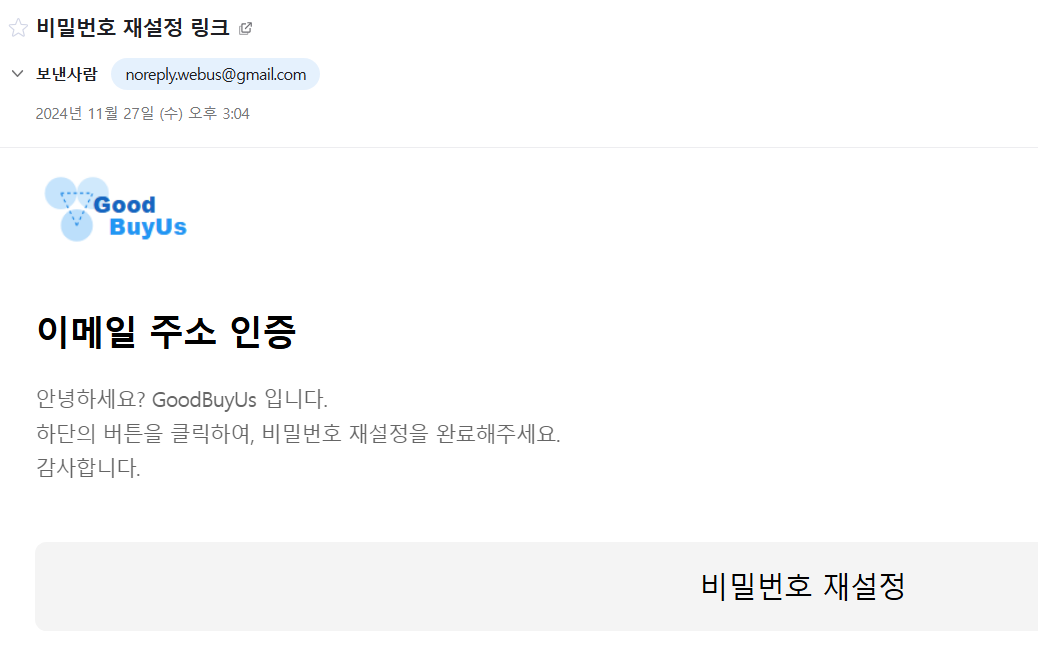 비밀번호 재설정 링크
보낸사람 noreply.webus@gmail.com
2024년 11월 27일 (수) 오후 3:04
Good
BuyUs
이메일 주소 인증
안녕하세요? GoodBuyUs 입니다.
하단의 버튼을 클릭하여, 비밀번호 재설정을 완료해주세요.
감사합니다.
비밀번호 재설정